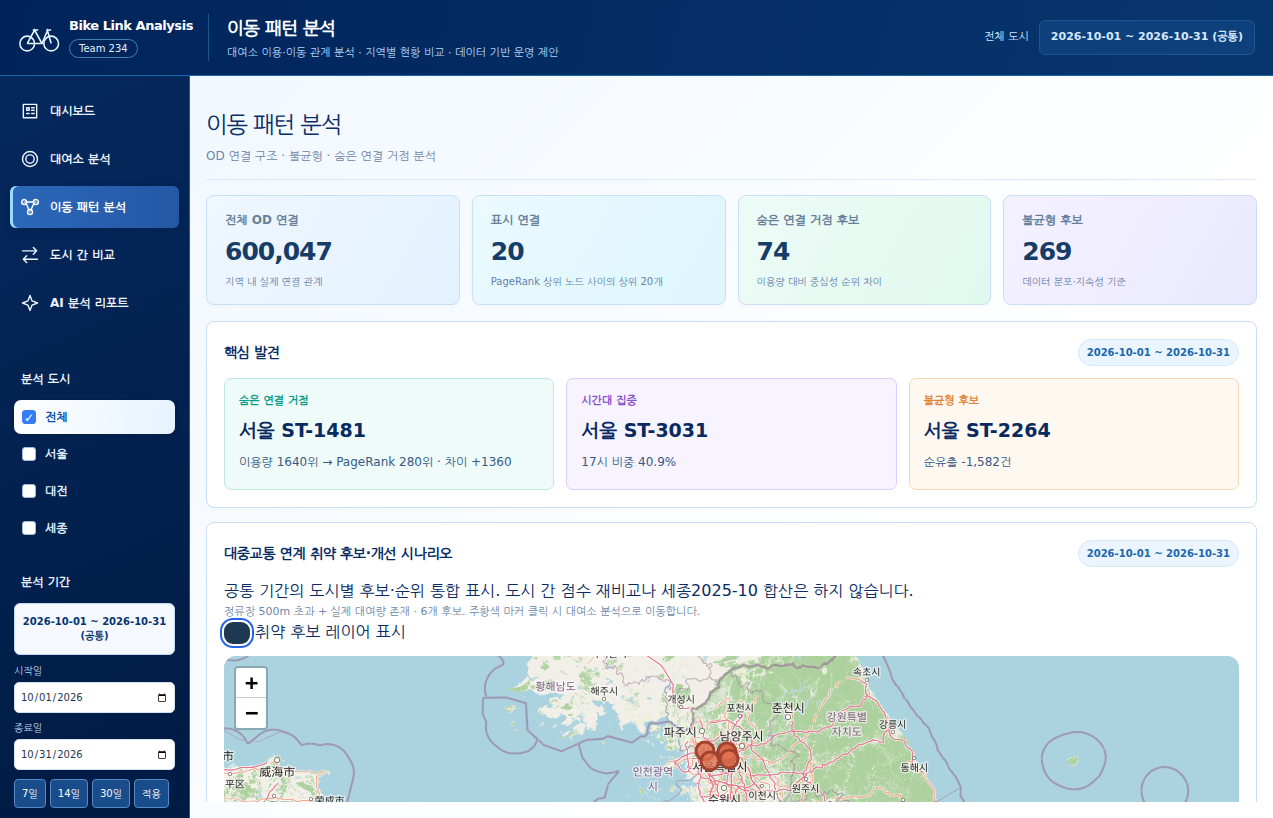 Bike Link Analysis
Team 234
이동 패턴 분석
대여소 이용·이동 관계 분석 · 지역별 현황 비교 · 데이터 기반 운영 제안
전체 도시
2026-10-01 ~ 2026-10-31 (공통)
대시보드
대여소 분석
이동 패턴 분석
도시 간 비교
AI 분석 리포트
분석 도시
전체
서울
대전
세종
분석 기간
2026-10-01 ~ 2026-10-31
(공통)
시작일
10/01/2026
종료일
10/31/2026
7일
14일
30일
적용
이동 패턴 분석
OD 연결 구조 · 불균형 · 숨은 연결 거점 분석
전체 OD 연결
600,047
지역 내 실제 연결 관계
표시 연결
20
PageRank 상위 노드 사이의 상위 20개
숨은 연결 거점 후보
74
이용량 대비 중심성 순위 차이
불균형 후보
269
데이터 분포·지속성 기준
핵심 발견
2026-10-01 ~ 2026-10-31
숨은 연결 거점
서울 ST-1481
이용량 1640위 → PageRank 280위 · 차이 +1360
시간대 집중
서울 ST-3031
17시 비중 40.9%
불균형 후보
서울 ST-2264
순유출 -1,582건
대중교통 연계 취약 후보·개선 시나리오
2026-10-01 ~ 2026-10-31
공통 기간의 도시별 후보·순위 통합 표시. 도시 간 점수 재비교나 세종2025-10 합산은 하지 않습니다.
정류장 500m 초과 + 실제 대여량 존재 · 6개 후보. 주황색 마커 클릭 시 대여소 분석으로 이동합니다.
취약 후보 레이어 표시
+
−
황해남도
해주시
개성시
포천시
춘천시
속초시
강원특별
자치도
강릉시
파주시
남양주시
인천광역
시
동해시
수원시
이천시
원주시
市
威海市
平区
荣成市